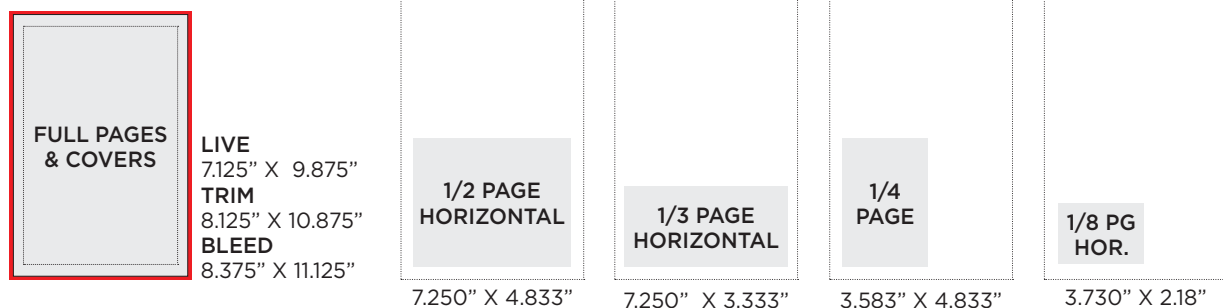 FULL PAGES
& COVERS
LIVE
7.125” X 9.875”
TRIM
8.125” X 10.875”
BLEED
8.375” X 11.125”
1/2 PAGE
HORIZONTAL
7.250” X 4.833”
1/3 PAGE
HORIZONTAL
7.250” X 3.333”
1/4
PAGE
3.583” X 4.833”
1/8 PG
HOR.
3.730” X 2.18”